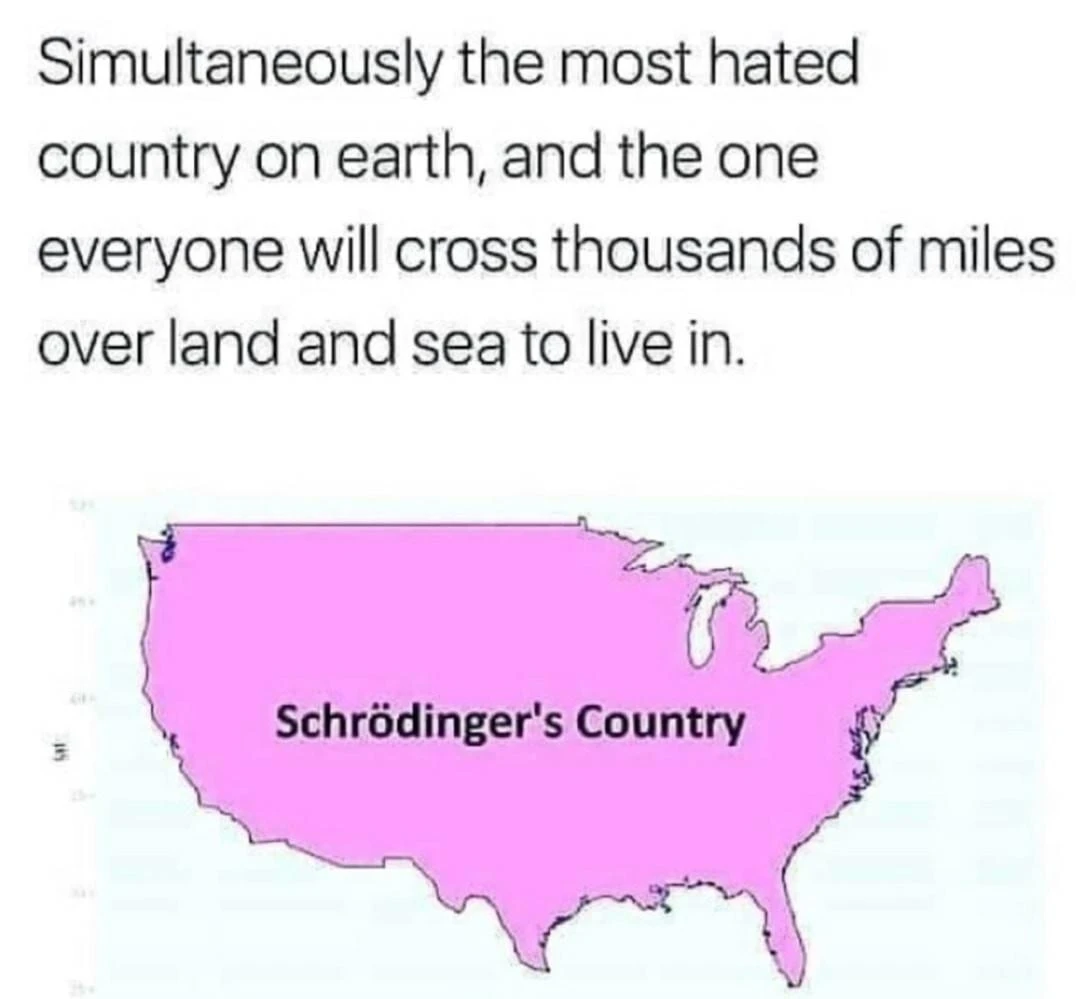 Simultaneously the most hated
country on earth, and the one
everyone will cross thousands of miles
over land and sea to live in.
Schrödinger's Country